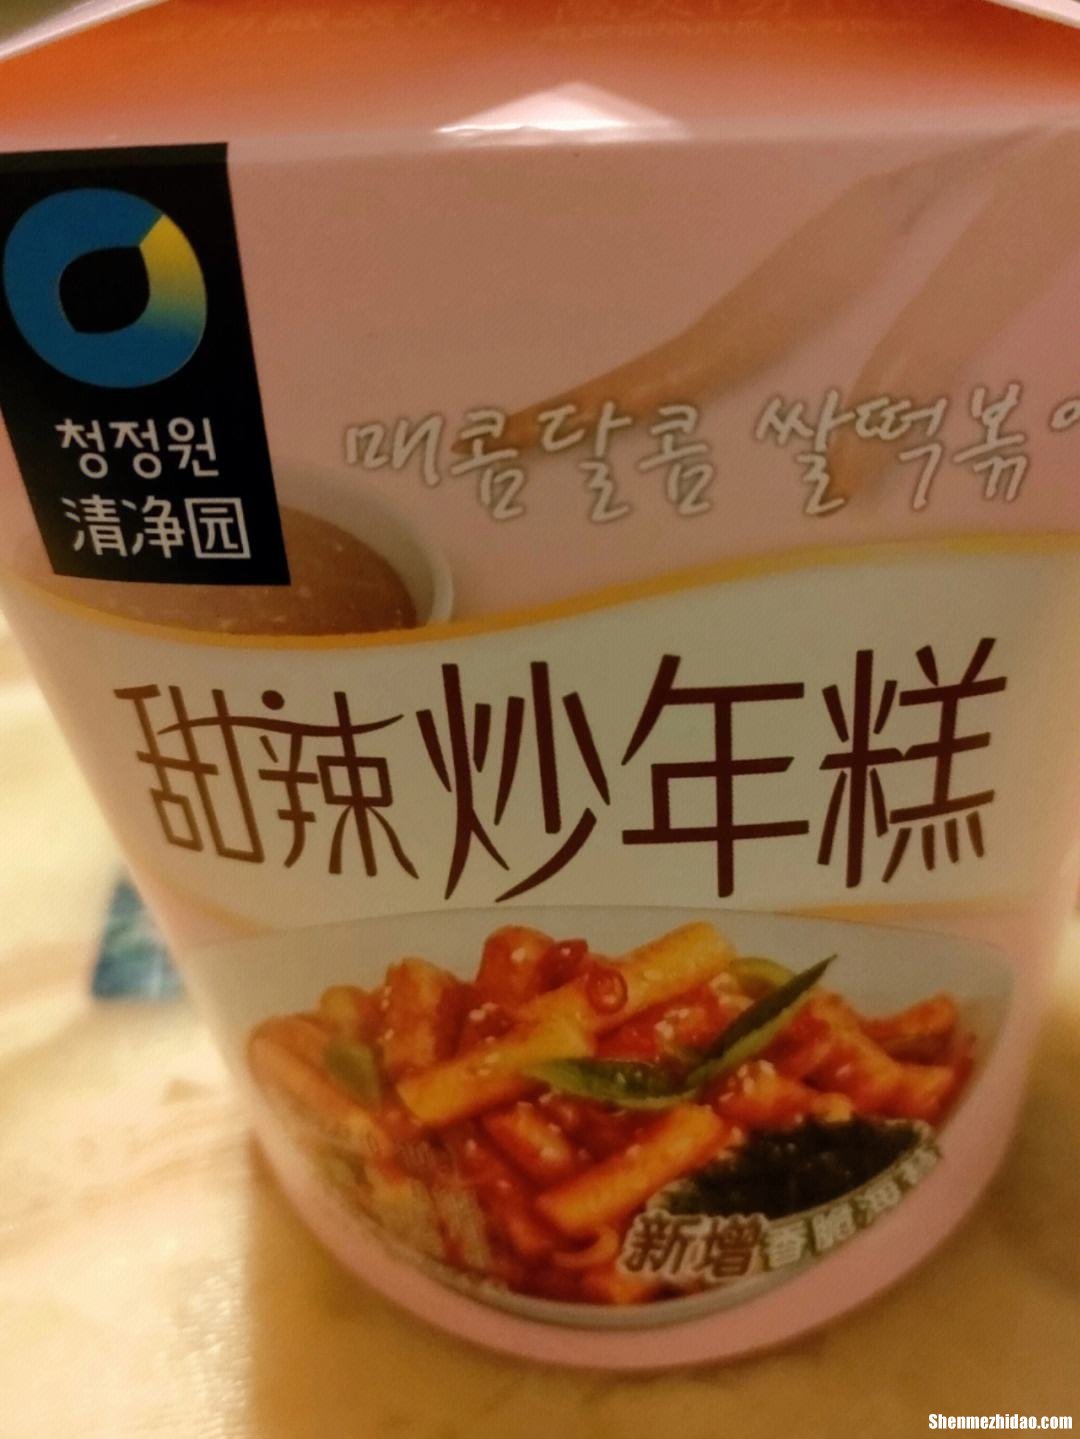 청정원
清净园
매콤달콤 쌀떡볶이
甜辣炒年糕
新增香脆海苔
Shenmezhidao.com